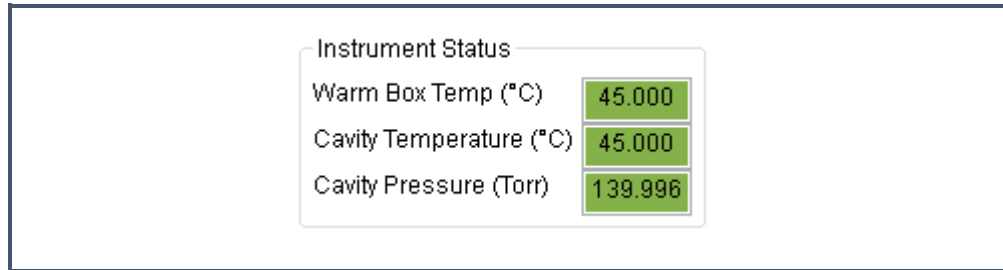 Instrument Status
Warm Box Temp (°C) 45.000
Cavity Temperature (°C) 45.000
Cavity Pressure (Torr) 139.996